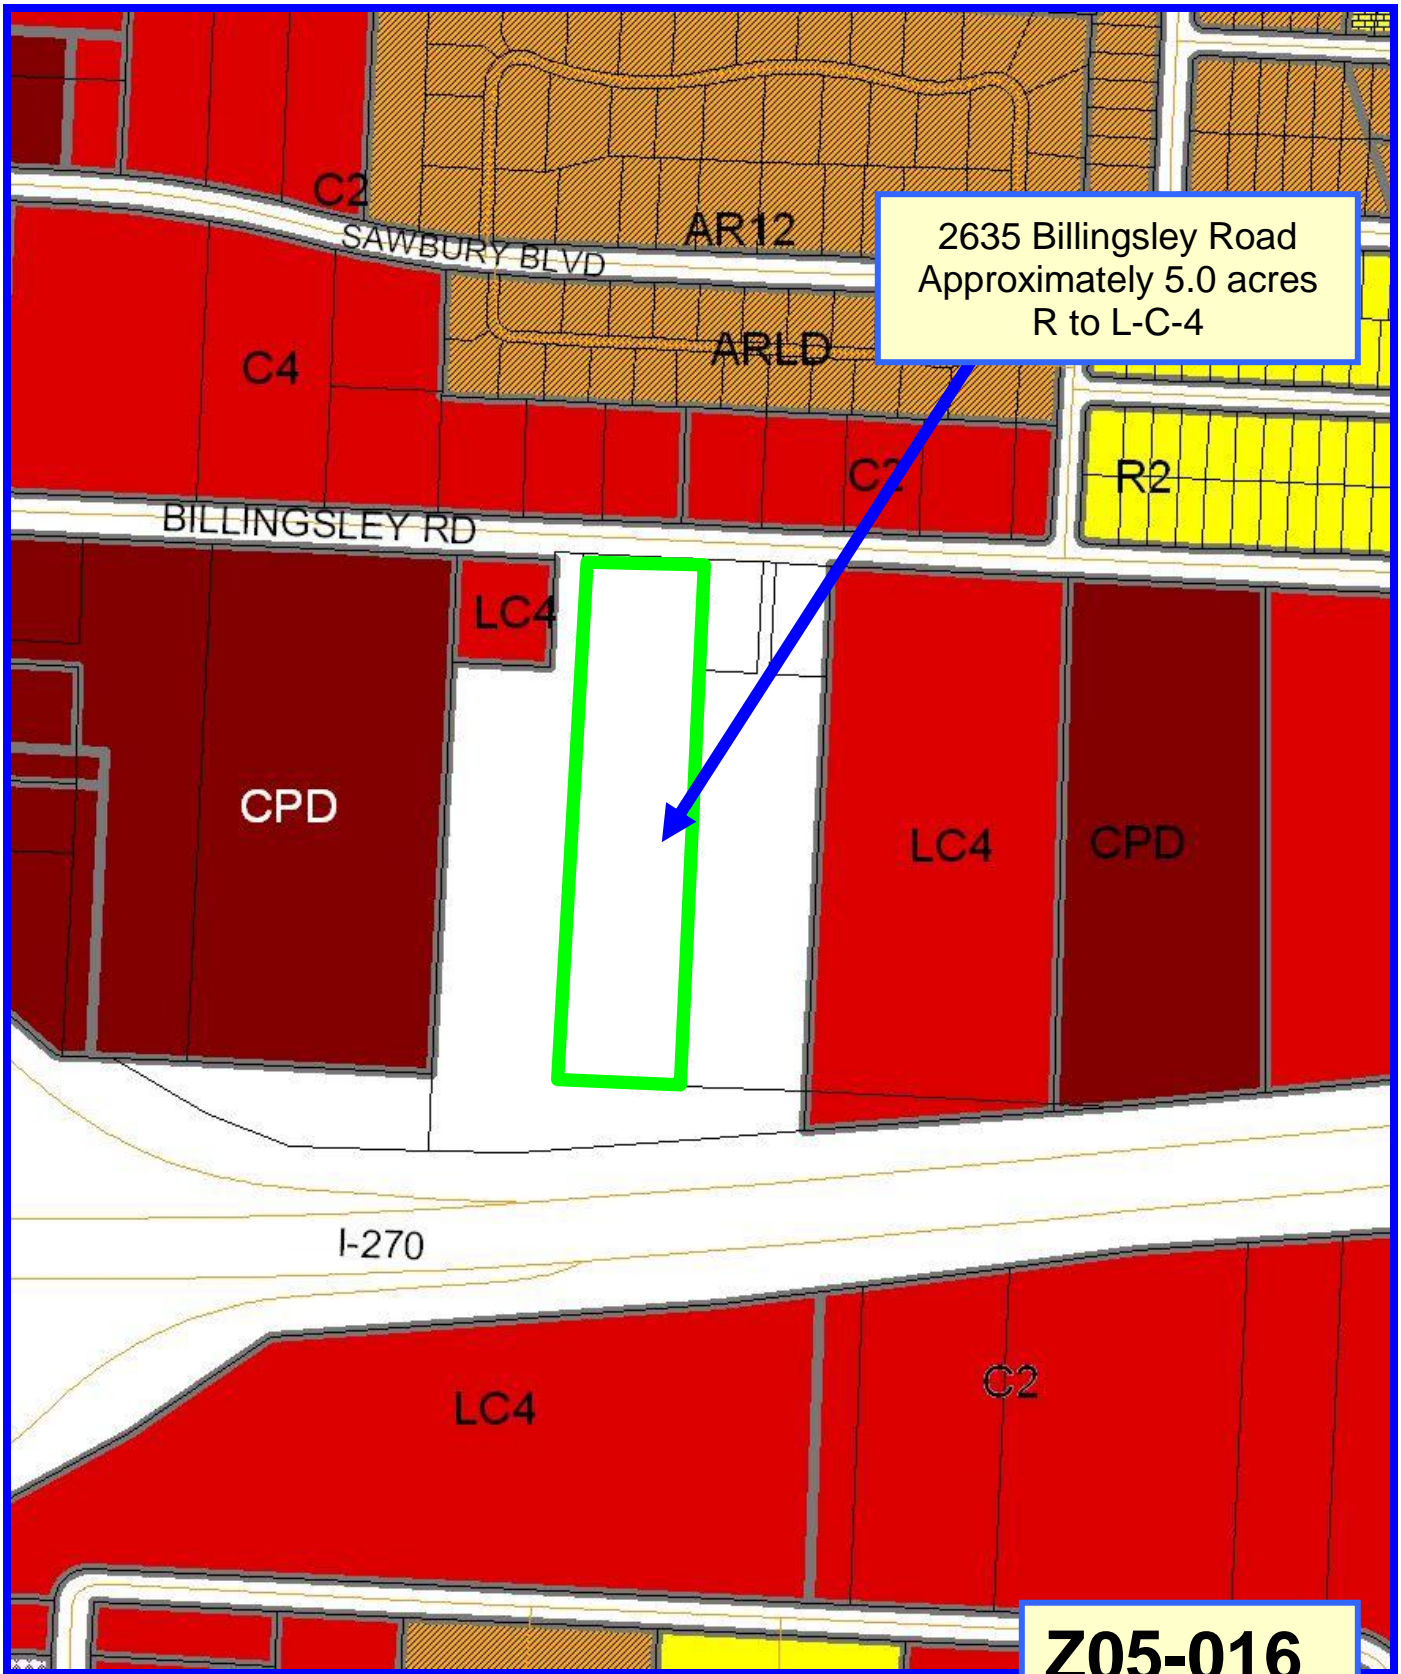 C2
SAWBURY BLVD
AR12
2635 Billingsley Road
Approximately 5.0 acres
R to L-C-4
C4
ARLD
C2
R2
BILLINGSLEY RD
LC4
CPD
LC4
CPD
I-270
LC4
C2
Z05-016